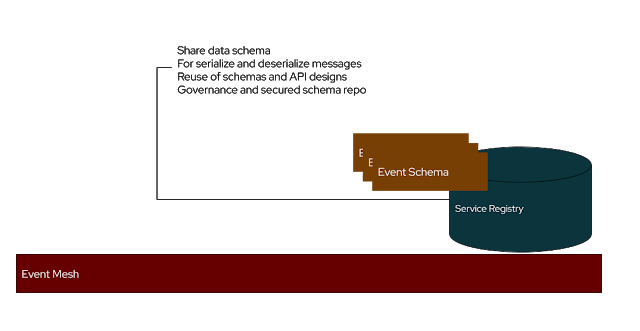 Share data schema
For serialize and deserialize messages
Reuse of schemas and API designs
Governance and secured schema repo
E
E
Event Schema
Service Registry
Event Mesh